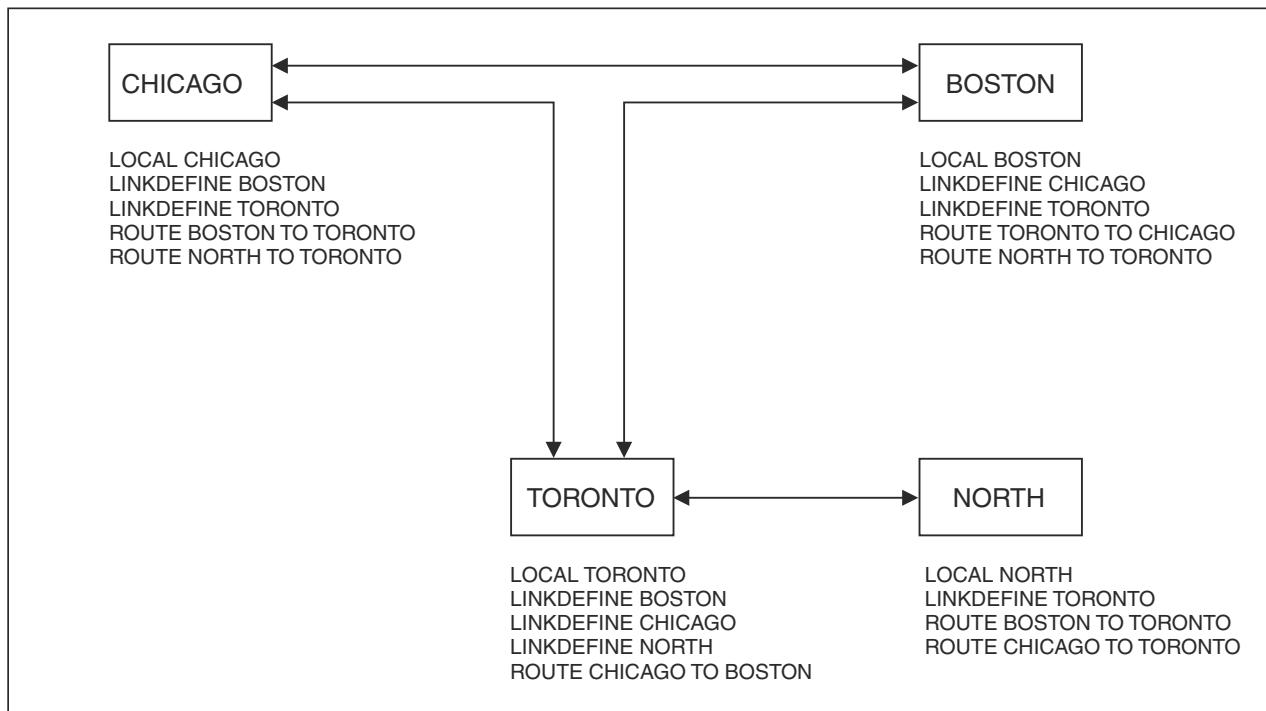 CHICAGO
LOCAL CHICAGO
LINKDEFINE BOSTON
LINKDEFINE TORONTO
ROUTE BOSTON TO TORONTO
ROUTE NORTH TO TORONTO
BOSTON
LOCAL BOSTON
LINKDEFINE CHICAGO
LINKDEFINE TORONTO
ROUTE TORONTO TO CHICAGO
ROUTE NORTH TO TORONTO
TORONTO
LOCAL TORONTO
LINKDEFINE BOSTON
LINKDEFINE CHICAGO
LINKDEFINE NORTH
ROUTE CHICAGO TO BOSTON
NORTH
LOCAL NORTH
LINKDEFINE TORONTO
ROUTE BOSTON TO TORONTO
ROUTE CHICAGO TO TORONTO